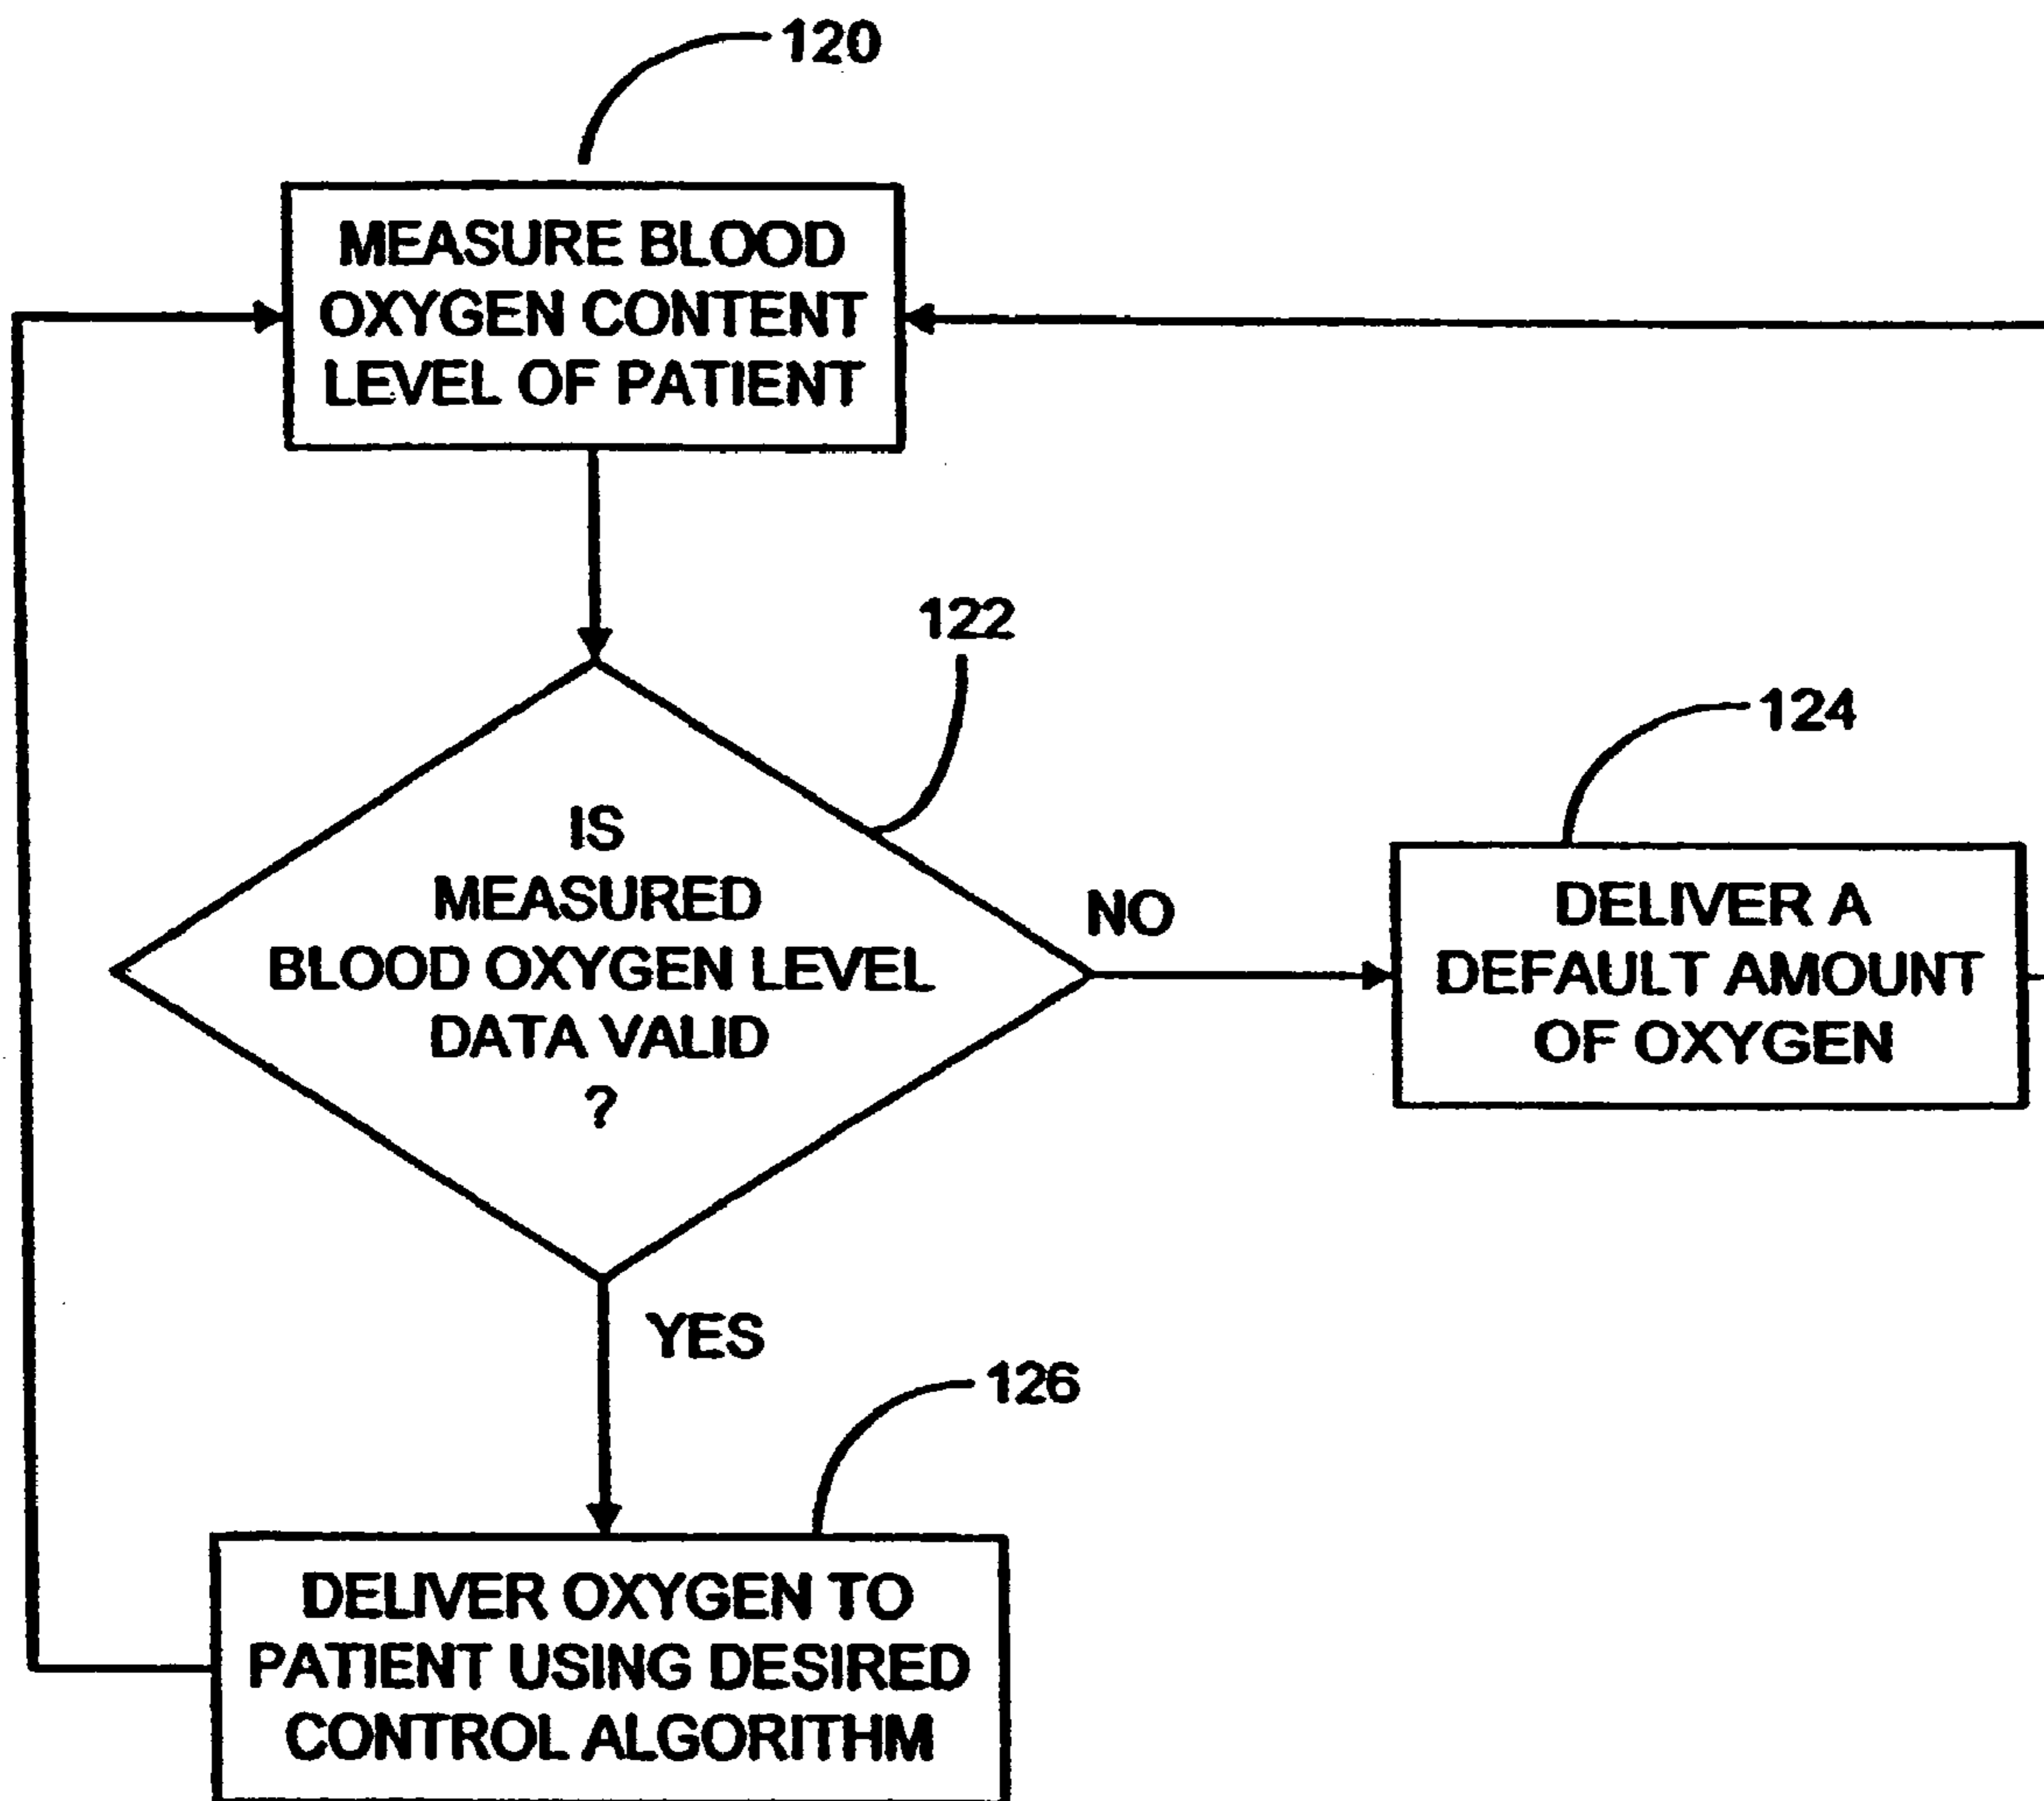 120
MEASURE BLOOD
OXYGEN CONTENT
LEVEL OF PATIENT
122
IS
MEASURED
BLOOD OXYGEN LEVEL
DATA VALID
?
NO
124
DELIVER A
DEFAULT AMOUNT
OF OXYGEN
YES
126
DELIVER OXYGEN TO
PATIENT USING DESIRED
CONTROL ALGORITHM